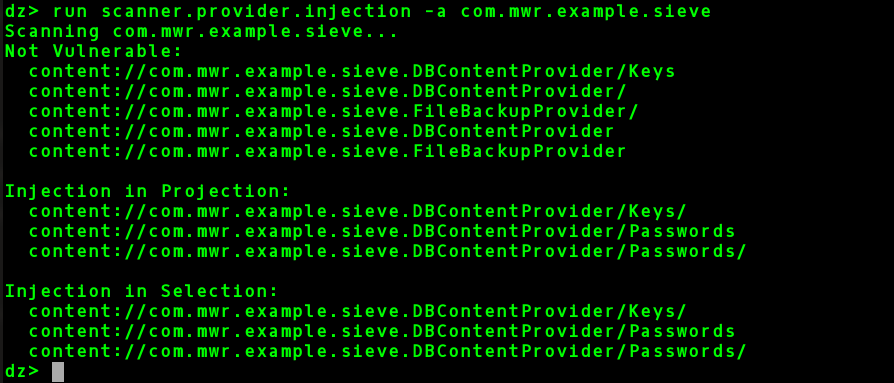 dz> run scanner.provider.injection -a com.mwr.example.sieve
Scanning com.mwr.example.sieve...
Not Vulnerable:
  content://com.mwr.example.sieve.DBContentProvider/Keys
  content://com.mwr.example.sieve.DBContentProvider/
  content://com.mwr.example.sieve.FileBackupProvider/
  content://com.mwr.example.sieve.DBContentProvider
  content://com.mwr.example.sieve.FileBackupProvider

Injection in Projection:
  content://com.mwr.example.sieve.DBContentProvider/Keys/
  content://com.mwr.example.sieve.DBContentProvider/Passwords
  content://com.mwr.example.sieve.DBContentProvider/Passwords/

Injection in Selection:
  content://com.mwr.example.sieve.DBContentProvider/Keys/
  content://com.mwr.example.sieve.DBContentProvider/Passwords
  content://com.mwr.example.sieve.DBContentProvider/Passwords/
dz>